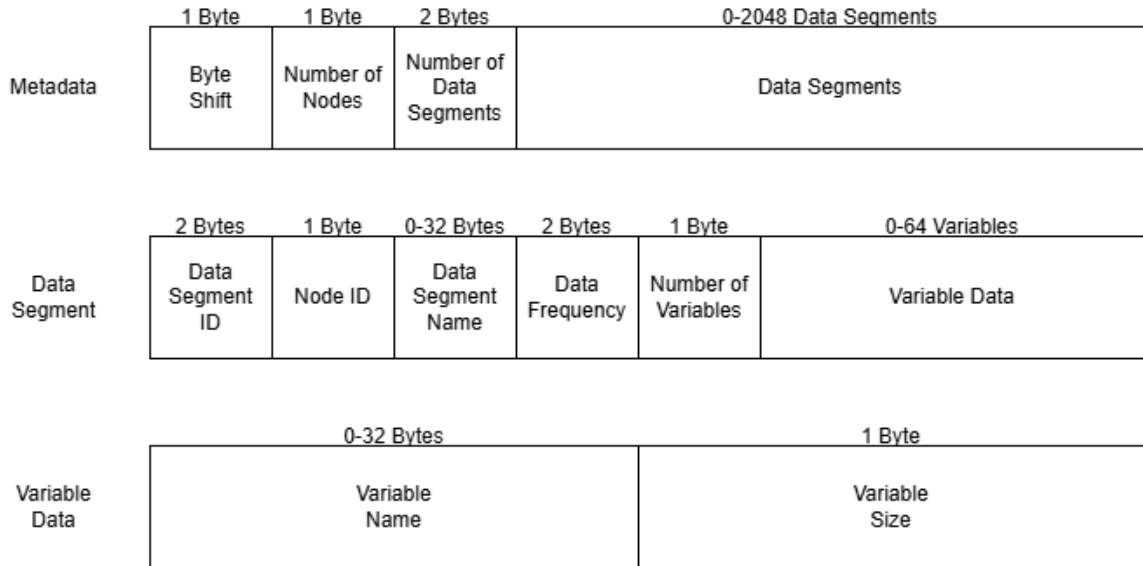 1 Byte 1 Byte 2 Bytes 0-2048 Data Segments
Metadata
Byte
Shift
Number of
Nodes
Number of
Data
Segments
Data Segments
2 Bytes 1 Byte 0-32 Bytes 2 Bytes 1 Byte 0-64 Variables
Data
Segment
Data
Segment
ID
Node ID
Data
Segment
Name
Data
Frequency
Number of
Variables
Variable Data
0-32 Bytes 1 Byte
Variable
Data
Variable
Name
Variable
Size